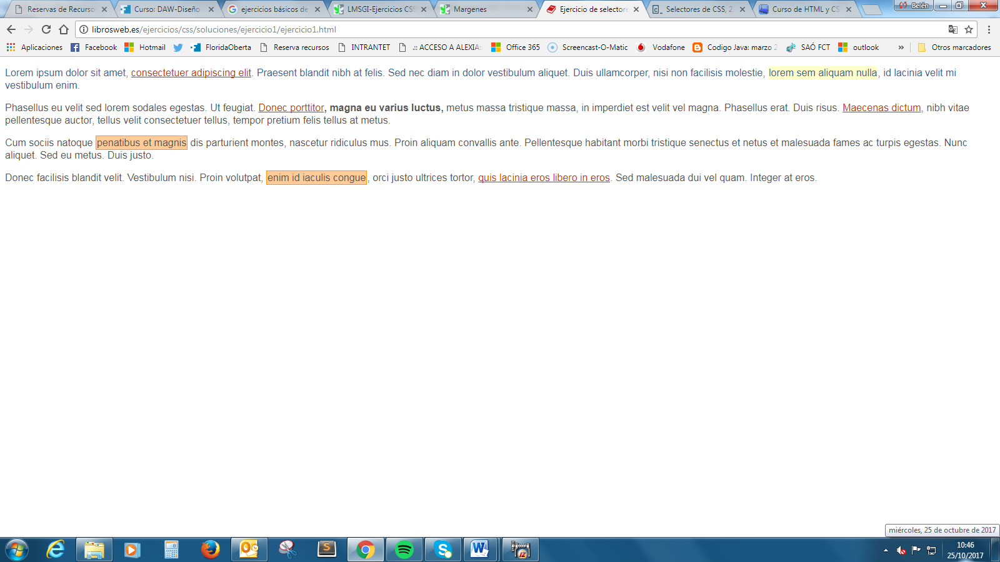 Reservas de Recurso
Curso: DAW-Diseño
ejercicios básicos de
LMSGI-Ejercicios CSS
Margenes
Ejercicio de selectore
Selectores de CSS, 2
Curso de HTML y CS
Belén
librosweb.es/ejercicios/css/soluciones/ejercicio1/ejercicio1.html
Aplicaciones
Facebook
Hotmail
FloridaOberta
Reserva recursos
INTRANTET
.:: ACCESO A ALEXIA::
Office 365
Screencast-O-Matic
Vodafone
Codigo Java: marzo 2
SAÓ FCT
outlook
»
Otros marcadores
Lorem ipsum dolor sit amet, consectetuer adipiscing elit. Praesent blandit nibh at felis. Sed nec diam in dolor vestibulum aliquet. Duis ullamcorper, nisi non facilisis molestie, lorem sem aliquam nulla, id lacinia velit mi
vestibulum enim.
Phasellus eu velit sed lorem sodales egestas. Ut feugiat. Donec porttitor, magna eu varius luctus, metus massa tristique massa, in imperdiet est velit vel magna. Phasellus erat. Duis risus. Maecenas dictum, nibh vitae
pellentesque auctor, tellus velit consectetuer tellus, tempor pretium felis tellus at metus.
Cum sociis natoque penatibus et magnis dis parturient montes, nascetur ridiculus mus. Proin aliquam convallis ante. Pellentesque habitant morbi tristique senectus et netus et malesuada fames ac turpis egestas. Nunc
aliquet. Sed eu metus. Duis justo.
Donec facilisis blandit velit. Vestibulum nisi. Proin volutpat, enim id iaculis congue, orci justo ultrices tortor, quis lacinia eros libero in eros. Sed malesuada dui vel quam. Integer at eros.
miércoles, 25 de octubre de 2017
10:46
25/10/2017